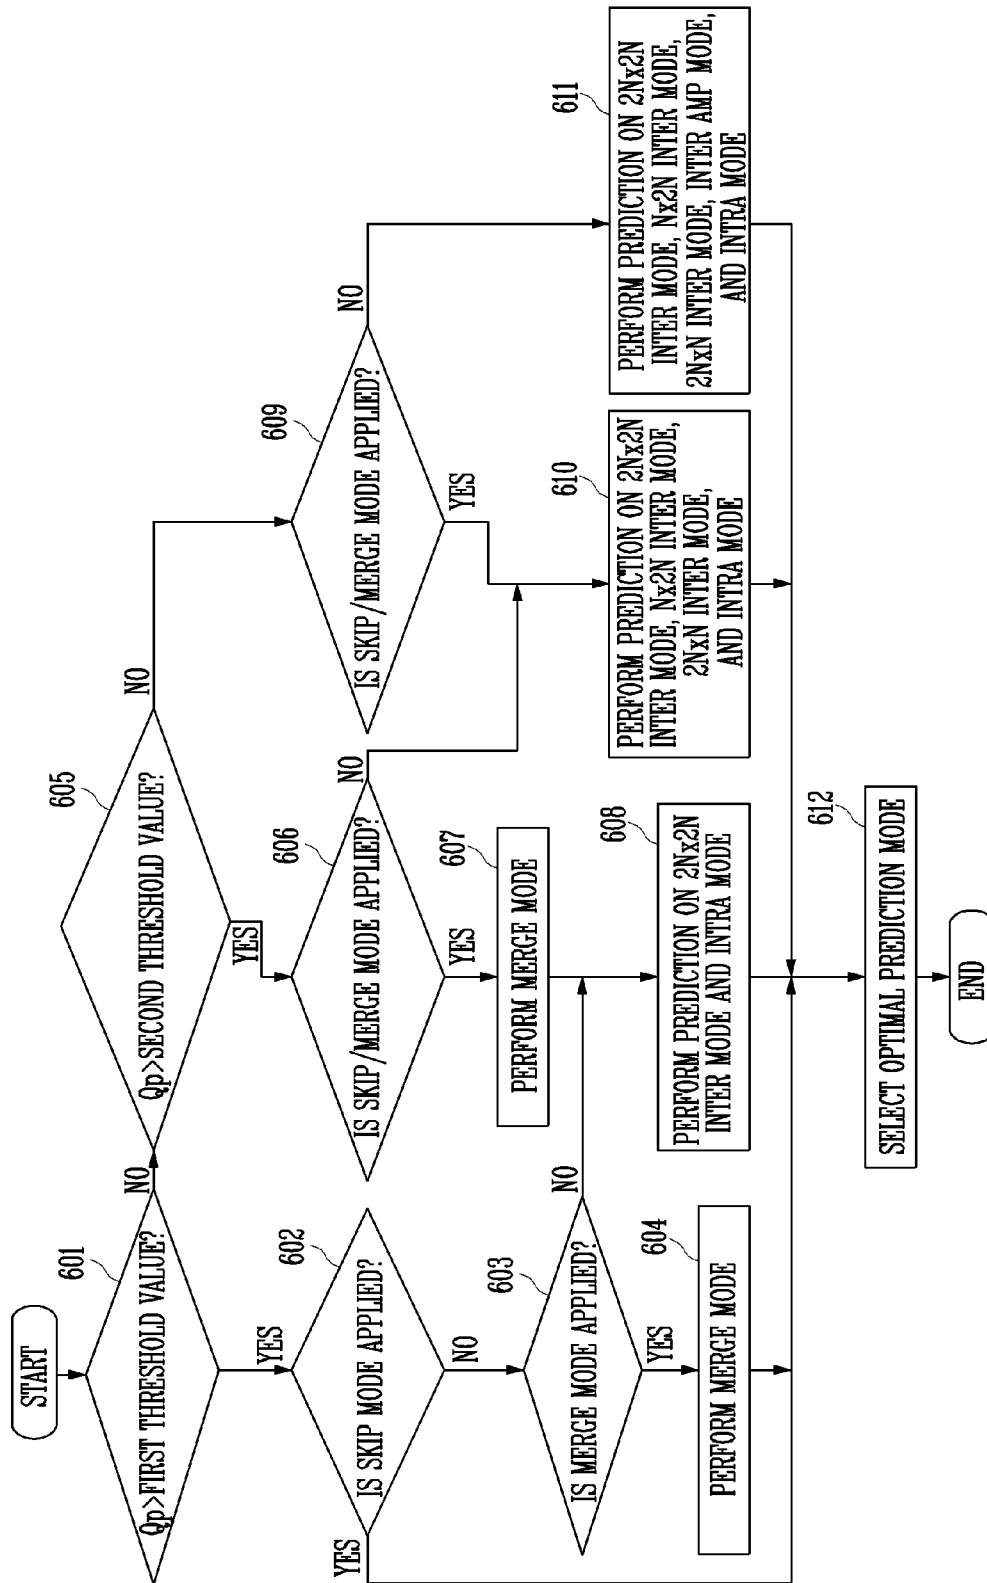 START
601
Qp>FIRST THRESHOLD VALUE?
NO
YES
605
Qp>SECOND THRESHOLD VALUE?
NO
YES
602
IS SKIP MODE APPLIED?
YES
NO
606
IS SKIP/MERGE MODE APPLIED?
NO
YES
609
IS SKIP/MERGE MODE APPLIED?
NO
YES
603
IS MERGE MODE APPLIED?
NO
YES
607
PERFORM MERGE MODE
604
PERFORM MERGE MODE
608
PERFORM PREDICTION ON 2Nx2N
INTER MODE AND INTRA MODE
610
PERFORM PREDICTION ON 2Nx2N
INTER MODE, Nx2N INTER MODE,
2NxN INTER MODE,
AND INTRA MODE
611
PERFORM PREDICTION ON 2Nx2N
INTER MODE, Nx2N INTER MODE,
2NxN INTER MODE, INTER AMP MODE,
AND INTRA MODE
612
SELECT OPTIMAL PREDICTION MODE
END